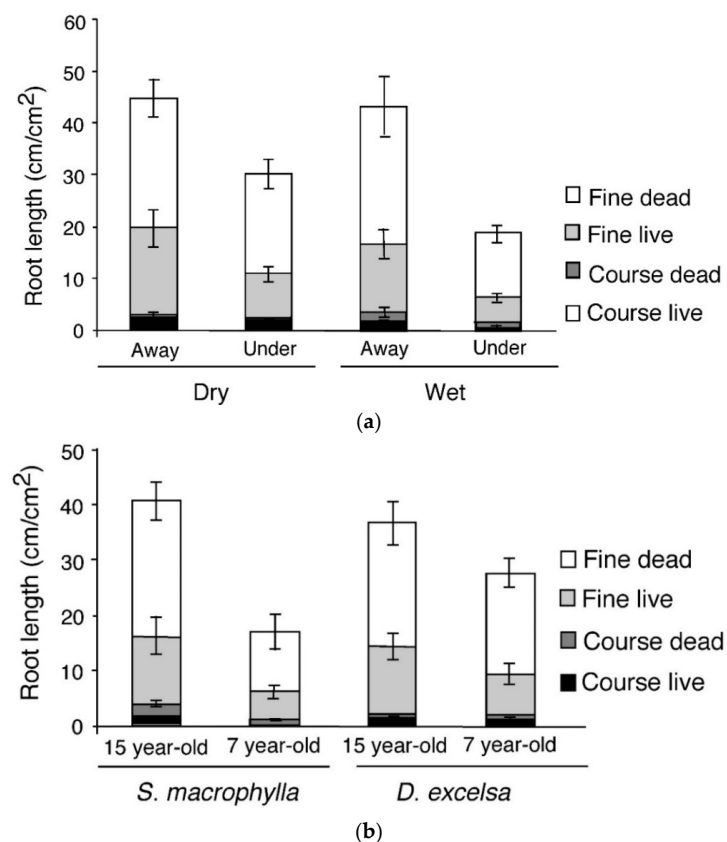 60
50
40
30
20
10
0
Root length (cm/cm2)
Away
Under
Away
Under
Dry
Wet
Fine dead
Fine live
Course dead
Course live
(a)
50
40
30
20
10
0
Root length (cm/cm2)
15 year-old
7 year-old
15 year-old
7 year-old
S. macrophylla
D. excelsa
Fine dead
Fine live
Course dead
Course live
(b)